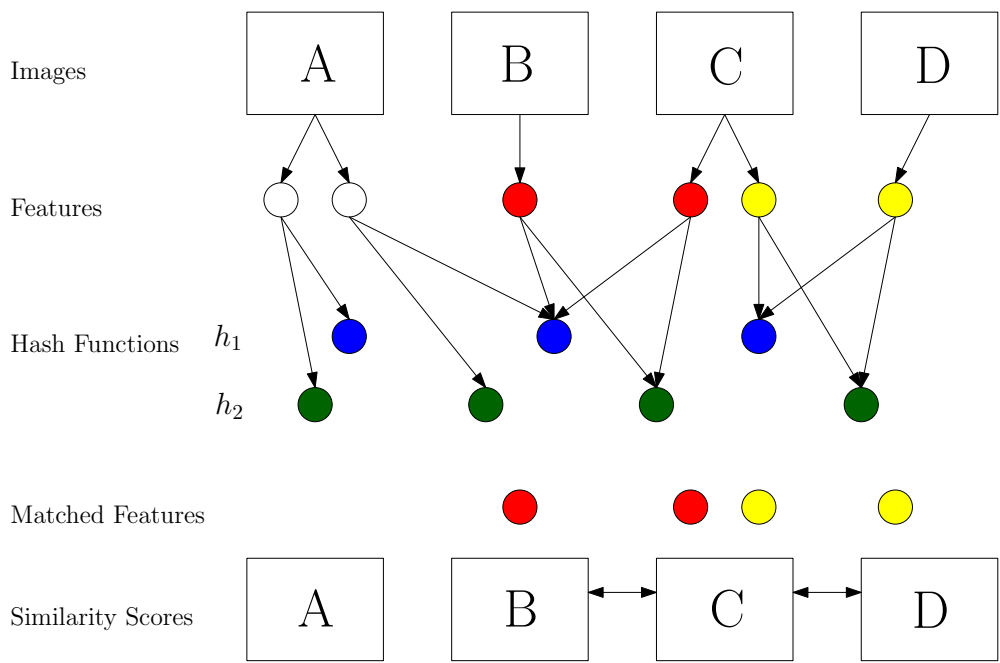 Images A B C D
Features
Hash Functions h₁
h₂
Matched Features
Similarity Scores A B C D